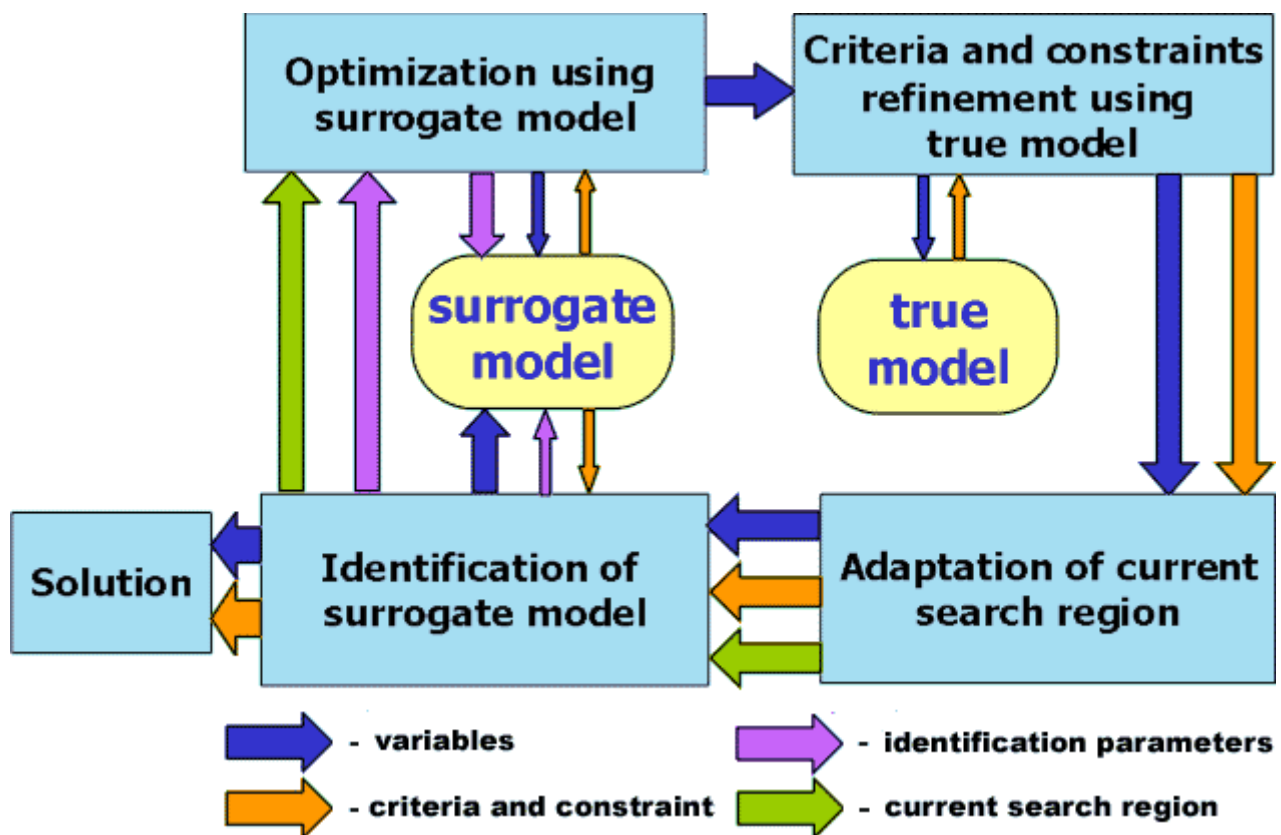 Optimization using
surrogate model
Criteria and constraints
refinement using
true model
surrogate
model
true
model
Solution
Identification of
surrogate model
Adaptation of current
search region
- variables
- identification parameters
- criteria and constraint
- current search region